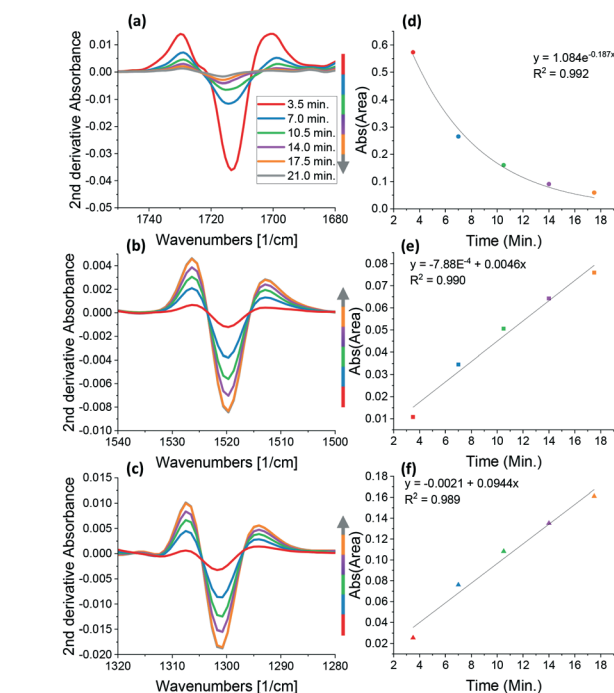 (a)
2nd derivative Absorbance
0.01
0.00
-0.01
-0.02
-0.03
-0.04
-0.05
3.5 min.
7.0 min.
10.5 min.
14.0 min.
17.5 min.
21.0 min.
1740 1720 1700 1680
Wavenumbers [1/cm]
(d)
Abs(Area)
0.6
0.5
0.4
0.3
0.2
0.1
0.0
y = 1.084e^-0.187x
R² = 0.992
2 4 6 8 10 12 14 16 18
Time (Min.)
(b)
2nd derivative Absorbance
0.004
0.002
0.000
-0.002
-0.004
-0.006
-0.008
-0.010
1540 1530 1520 1510 1500
Wavenumbers [1/cm]
(e)
Abs(Area)
0.08
0.07
0.06
0.05
0.04
0.03
0.02
0.01
y = -7.88E^-4 + 0.0046x
R² = 0.990
2 4 6 8 10 12 14 16 18
Time (Min.)
(c)
2nd derivative Absorbance
0.015
0.010
0.005
0.000
-0.005
-0.010
-0.015
-0.020
1320 1310 1300 1290 1280
Wavenumbers [1/cm]
(f)
Abs(Area)
0.18
0.16
0.14
0.12
0.10
0.08
0.06
0.04
0.02
y = -0.0021 + 0.0944x
R² = 0.989
2 4 6 8 10 12 14 16 18
Time (Min.)